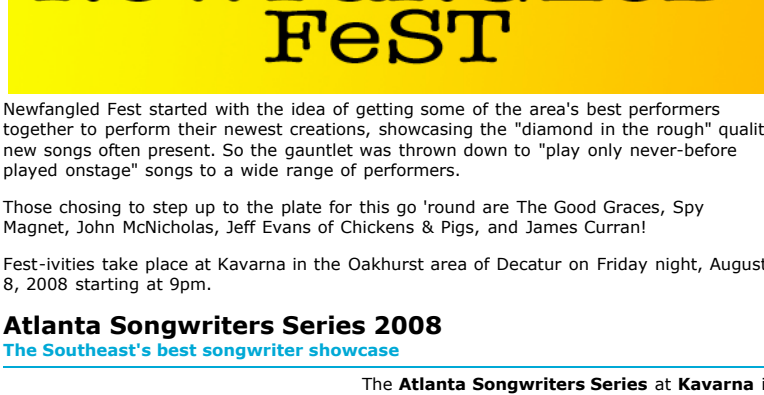 FeST
Newfangled Fest started with the idea of getting some of the area's best performers
together to perform their newest creations, showcasing the "diamond in the rough" qualit
new songs often present. So the gauntlet was thrown down to "play only never-before
played onstage" songs to a wide range of performers.
Those chosing to step up to the plate for this go 'round are The Good Graces, Spy
Magnet, John McNicholas, Jeff Evans of Chickens & Pigs, and James Curran!
Fest-ivities take place at Kavarna in the Oakhurst area of Decatur on Friday night, August
8, 2008 starting at 9pm.
Atlanta Songwriters Series 2008
The Southeast's best songwriter showcase
The Atlanta Songwriters Series at Kavarna i